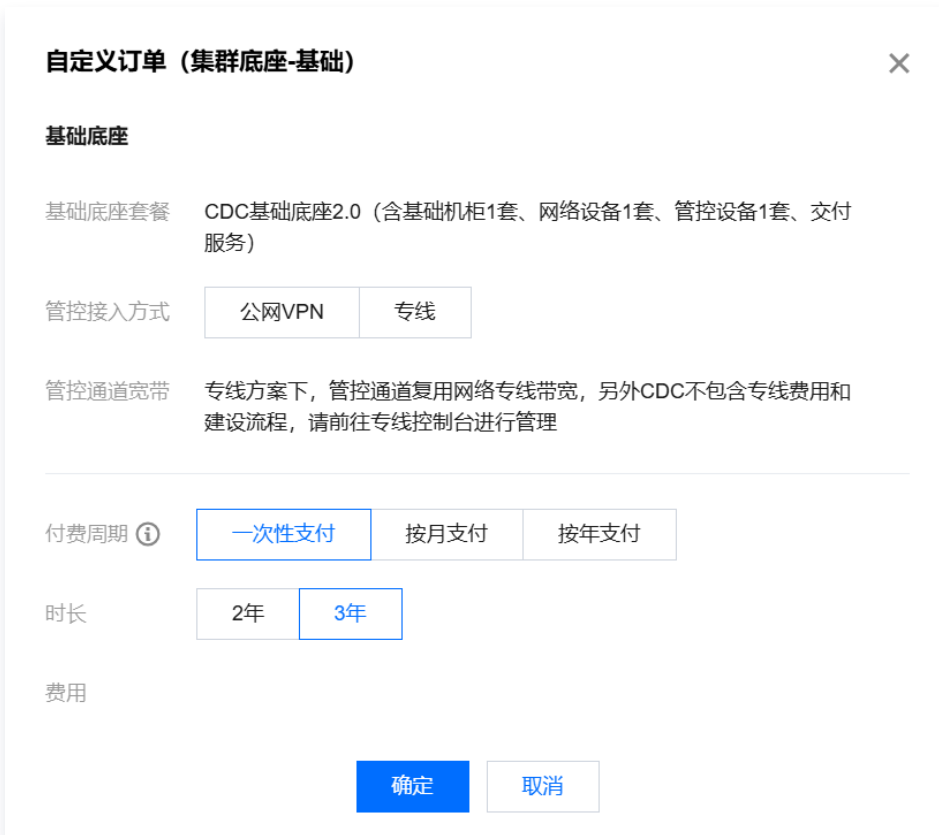 自定义订单（集群底座-基础）
基础底座
基础底座套餐 CDC基础底座2.0（含基础机柜1套、网络设备1套、管控设备1套、交付
服务）
管控接入方式 公网VPN 专线
管控通道宽带 专线方案下，管控通道复用网络专线带宽，另外CDC不包含专线费用和
建设流程，请前往专线控制台进行管理
付费周期 一次性支付 按月支付 按年支付
时长 2年 3年
费用
确定 取消